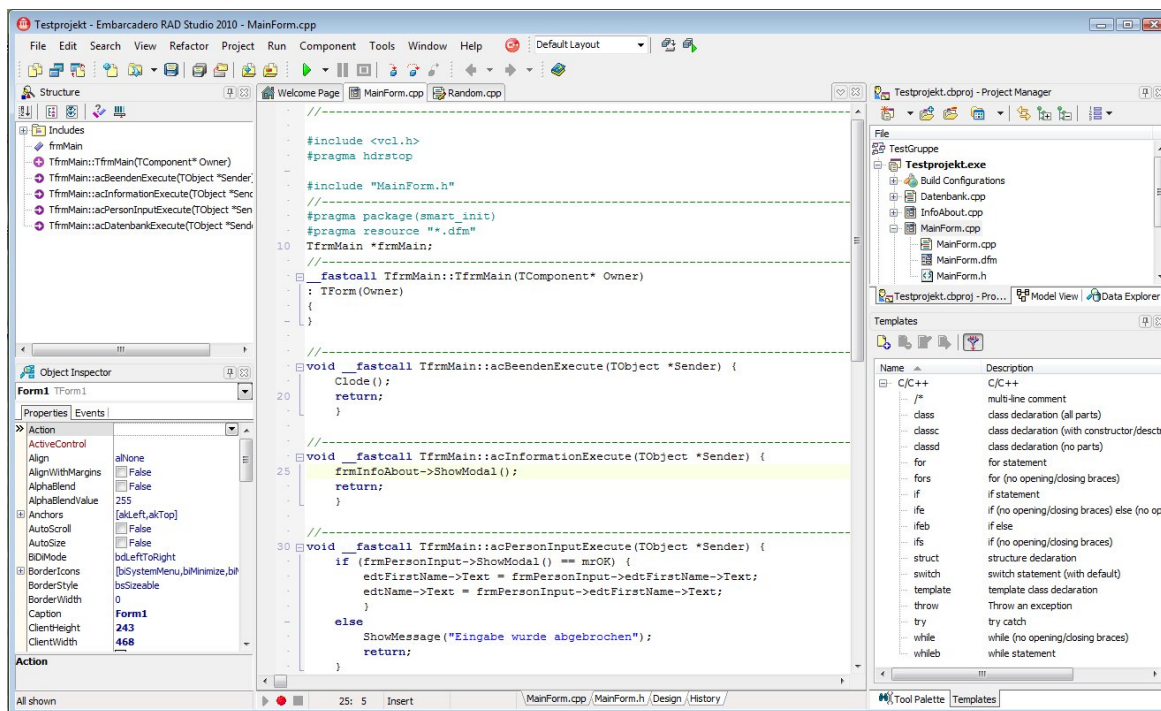 Testprojekt - Embarcadero RAD Studio 2010 - MainForm.cpp
File Edit Search View Refactor Project Run Component Tools Window Help Default Layout
Structure
Includes
frmMain
TfrmMain::TfrmMain(TComponent* Owner)
TfrmMain::acBeendenExecute(TObject *Sender)
TfrmMain::acInformationExecute(TObject *Senc
TfrmMain::acPersonInputExecute(TObject *Sen
TfrmMain::acDatenbankExecute(TObject *Sende
Object Inspector
Form1 TForm1
Properties Events
Action
ActiveControl
Align alNone
AlignWithMargins False
AlphaBlend False
AlphaBlendValue 255
Anchors [akLeft,akTop]
AutoScroll False
AutoSize False
BiDiMode bdLeftToRight
BorderIcons [biSystemMenu,biMinimize,biM
BorderStyle bsSizeable
BorderWidth 0
Caption Form1
ClientHeight 243
ClientWidth 468
Action
All shown
Welcome Page MainForm.cpp Random.cpp
//---------------------------------------------------------------------------
#include <vcl.h>
#pragma hdrstop
#include "MainForm.h"
//---------------------------------------------------------------------------
#pragma package(smart_init)
#pragma resource "*.dfm"
10 TfrmMain *frmMain;
//---------------------------------------------------------------------------
__fastcall TfrmMain::TfrmMain(TComponent* Owner)
: TForm(Owner)
{
}
//---------------------------------------------------------------------------
void __fastcall TfrmMain::acBeendenExecute(TObject *Sender) {
Clode();
20 return;
}
//---------------------------------------------------------------------------
void __fastcall TfrmMain::acInformationExecute(TObject *Sender) {
25 frmInfoAbout->ShowModal();
return;
}
//---------------------------------------------------------------------------
30 void __fastcall TfrmMain::acPersonInputExecute(TObject *Sender) {
if (frmPersonInput->ShowModal() == mrOK) {
edtFirstName->Text = frmPersonInput->edtFirstName->Text;
edtName->Text = frmPersonInput->edtFirstName->Text;
}
else
ShowMessage("Eingabe wurde abgebrochen");
return;
}
25: 5 Insert MainForm.cpp MainForm.h Design History
Testprojekt.cbproj - Project Manager
File
TestGruppe
Testprojekt.exe
Build Configurations
Datenbank.cpp
InfoAbout.cpp
MainForm.cpp
MainForm.cpp
MainForm.dfm
MainForm.h
Testprojekt.cbproj - Pro... Model View Data Explorer
Templates
Name Description
C/C++ C/C++
/* multi-line comment
class class declaration (all parts)
classc class declaration (with constructor/desctr
classd class declaration (no parts)
for for statement
fors for (no opening/closing braces)
if if statement
ife if (no opening/closing braces) else (no op
ifeb if else
ifs if (no opening/closing braces)
struct structure declaration
switch switch statement (with default)
template template class declaration
throw Throw an exception
try try catch
while while (no opening/closing braces)
whileb while statement
Tool Palette Templates